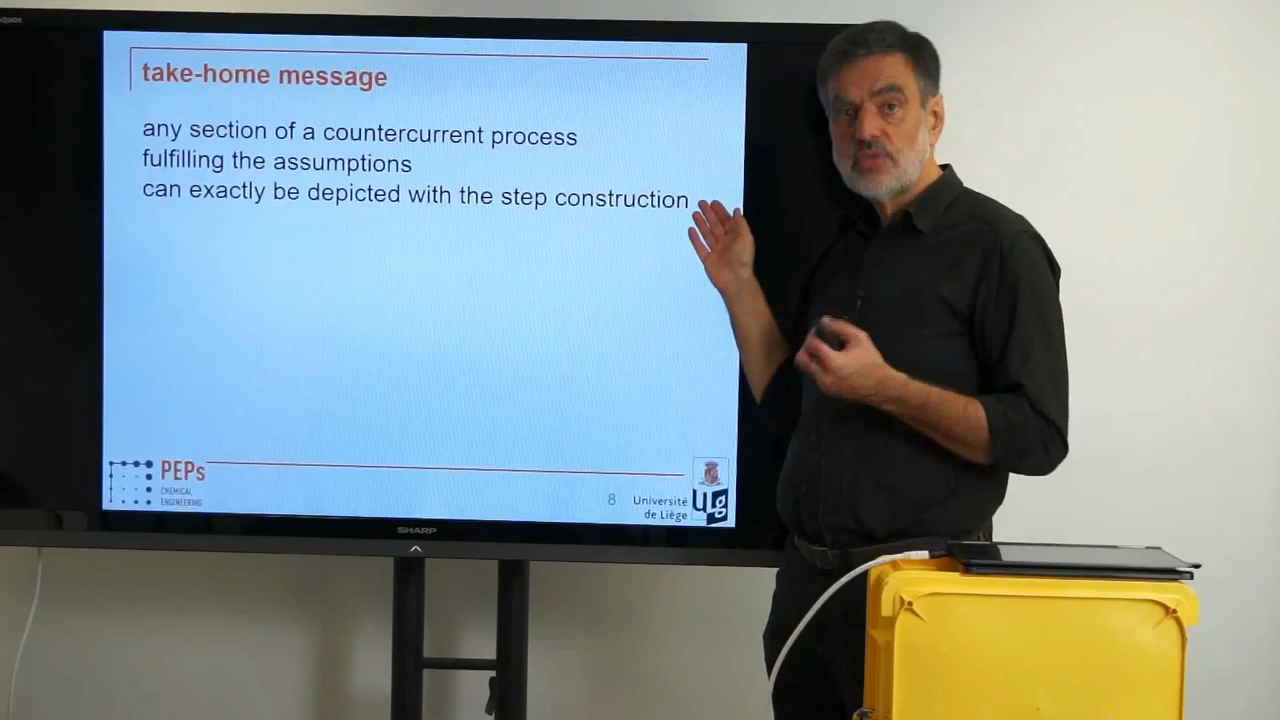 take-home message
any section of a countercurrent process
fulfilling the assumptions
can exactly be depicted with the step construction
PEPs
CHEMICAL
ENGINEERING
8
Université
de Liège
ULg
SHARP